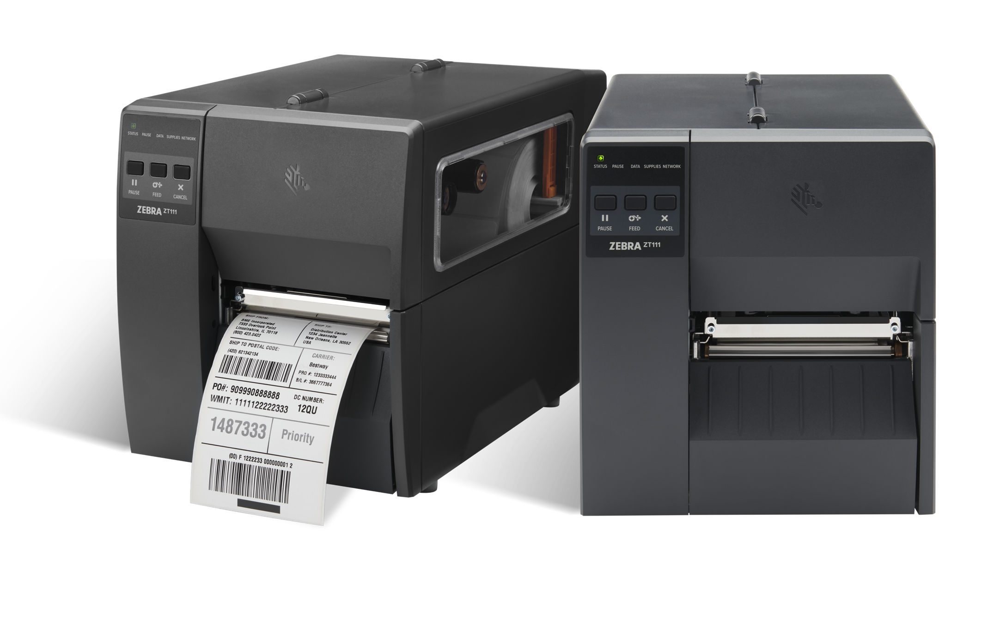 STATUS PAUSE DATA SUPPLIES NETWORK
PAUSE FEED CANCEL
ZEBRA ZT111
SHIP FROM:
BME Incorporated
7333 Overlook Point
Lincolnshire, IL 70118
(800) 423.0422
SHIP TO:
Distribution Center
1234 Jeannette
New Orleans, LA 30552
USA
SHIP TO POSTAL CODE:
(420) 621342134
CARRIER:
Bestway
PRO #: 1233333444
B/L #: 3667777364
PO#: 909990888888
WMIT: 1111122222333
DC NUMBER:
12QU
1487333
Priority
(00) F 1222233 000000001 2
STATUS PAUSE DATA SUPPLIES NETWORK
PAUSE FEED CANCEL
ZEBRA ZT111